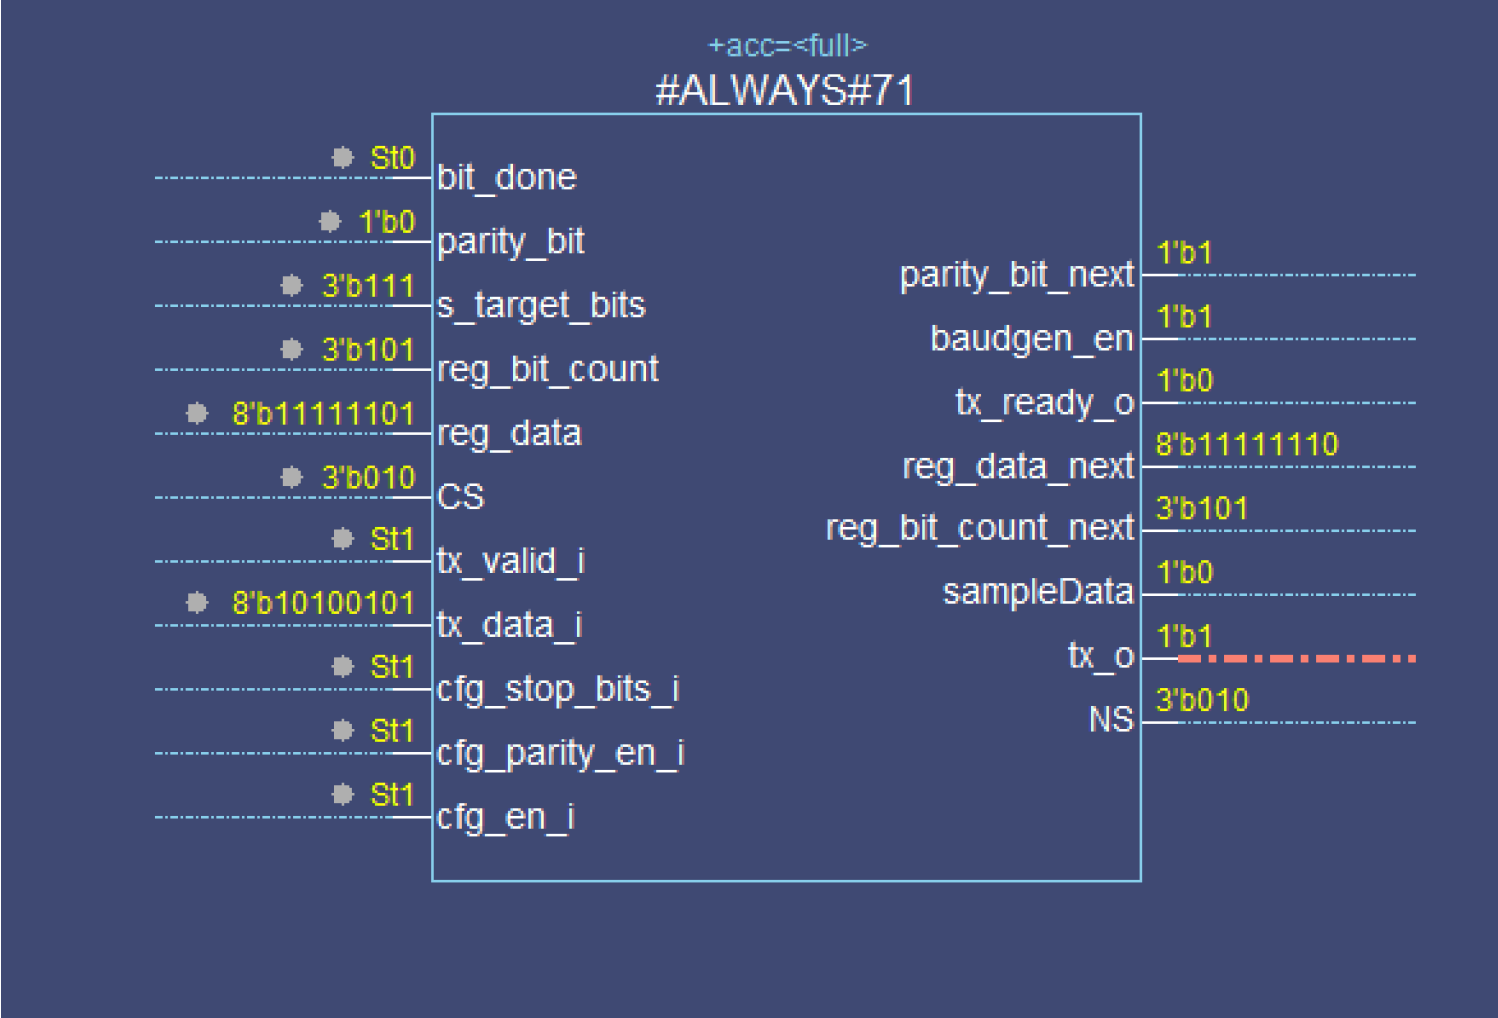 +acc=<full>
#ALWAYS#71
St0
bit_done
1'b0
parity_bit
3'b111
s_target_bits
3'b101
reg_bit_count
8'b11111101
reg_data
3'b010
CS
St1
tx_valid_i
8'b10100101
tx_data_i
St1
cfg_stop_bits_i
St1
cfg_parity_en_i
St1
cfg_en_i
1'b1
parity_bit_next
1'b1
baudgen_en
1'b0
tx_ready_o
8'b11111110
reg_data_next
3'b101
reg_bit_count_next
1'b0
sampleData
1'b1
tx_o
3'b010
NS